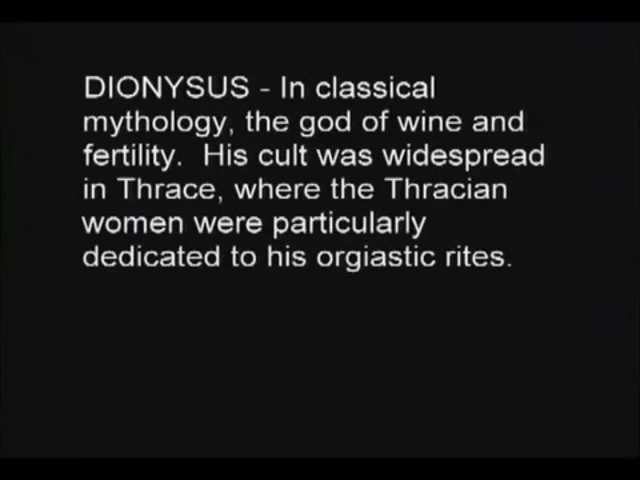 DIONYSUS - In classical
mythology, the god of wine and
fertility.  His cult was widespread
in Thrace, where the Thracian
women were particularly
dedicated to his orgiastic rites.